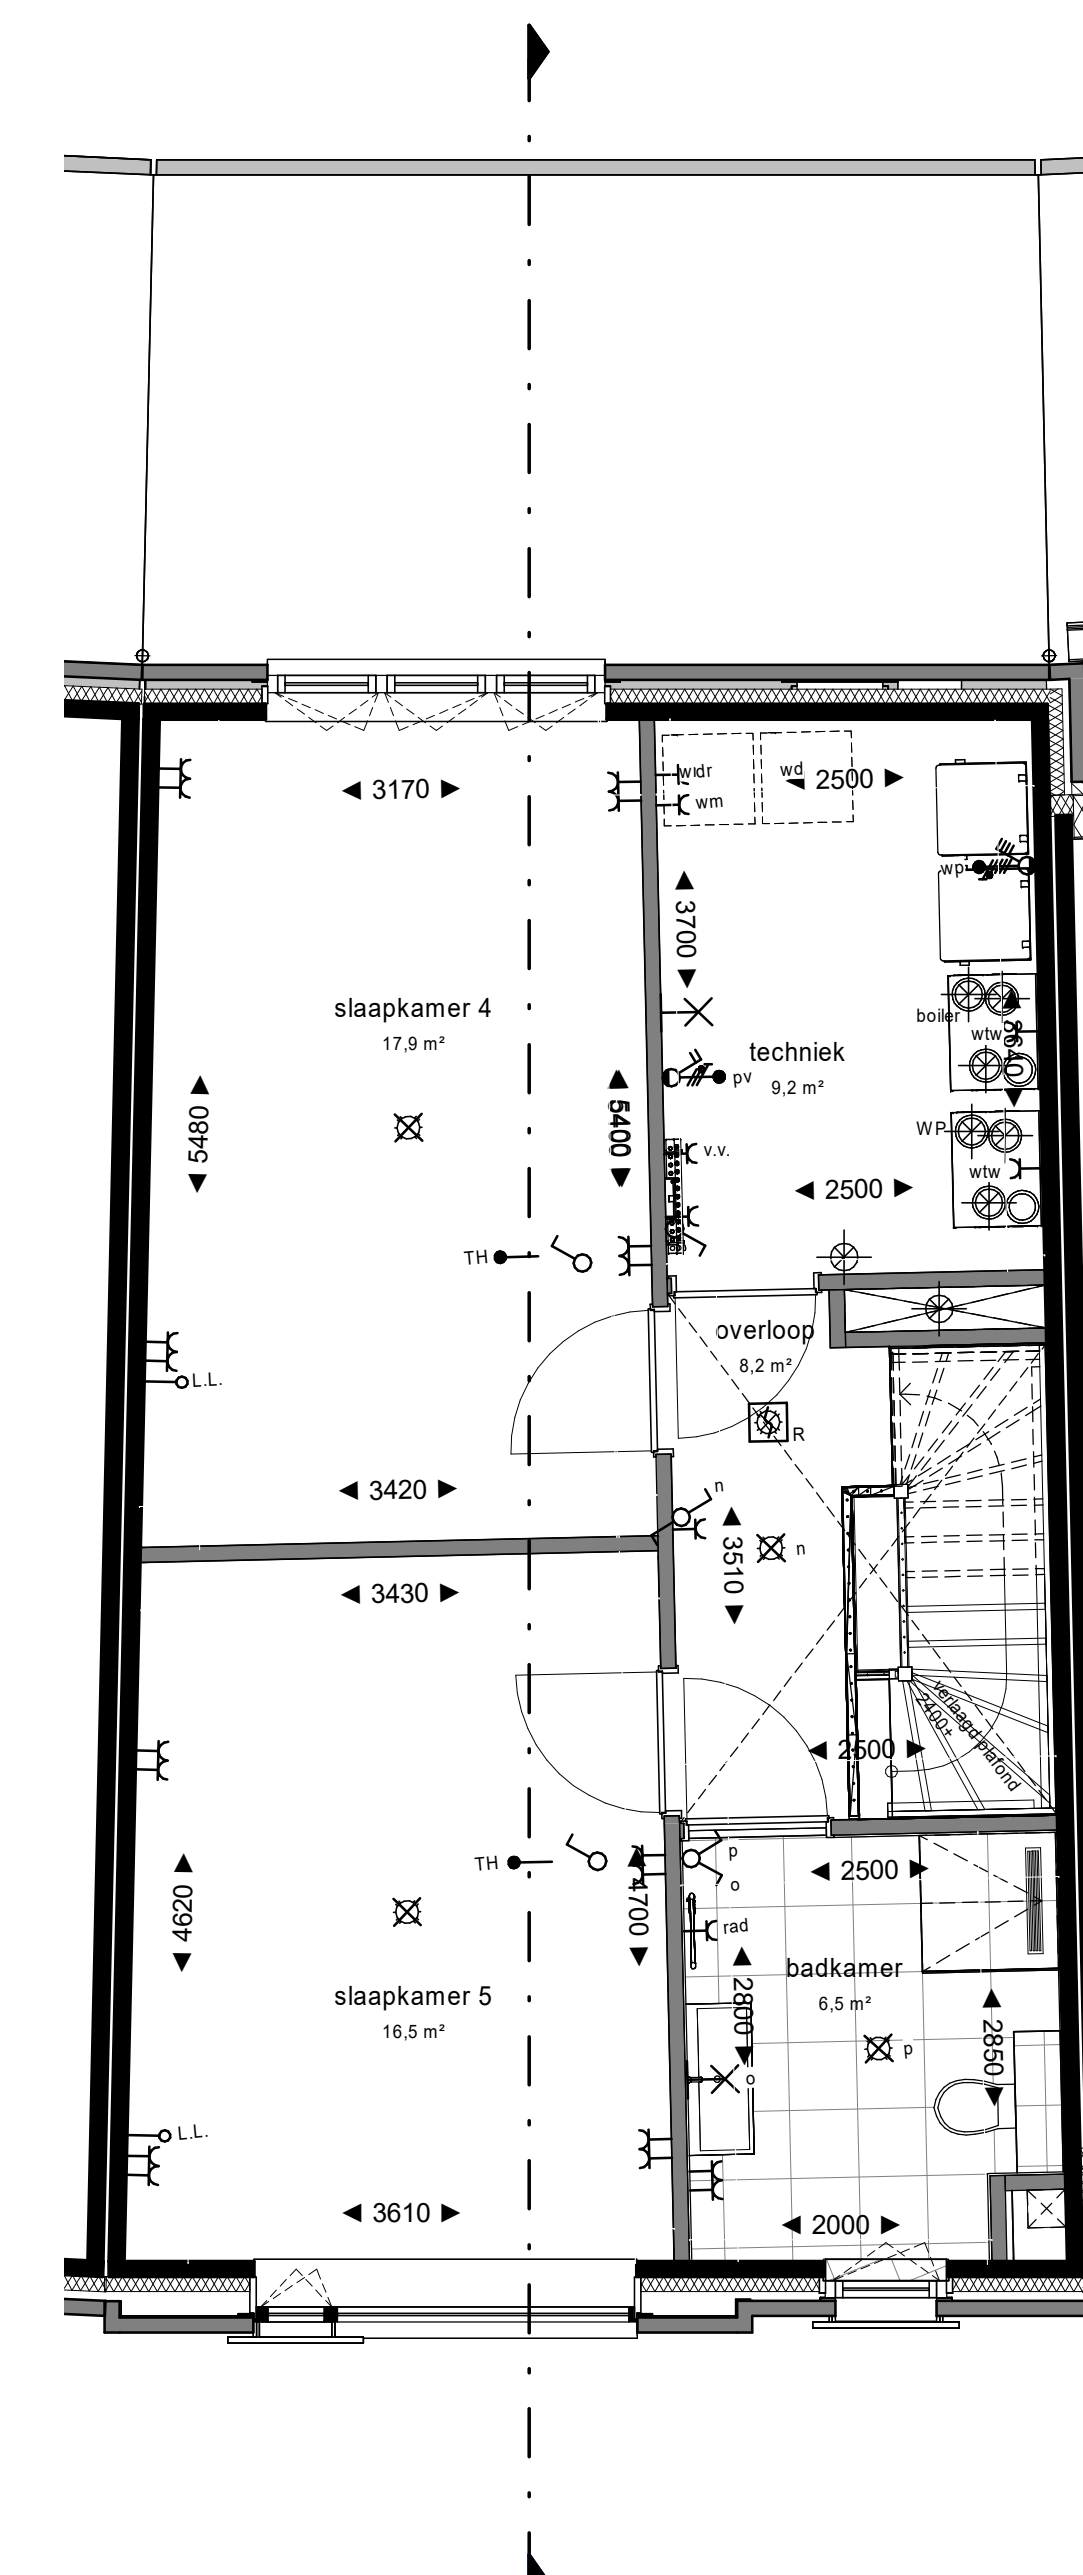 3170
widr
wd
2500
wm
wp
3700
slaapkamer 4
17,9 m²
boiler
wtw
3640
techniek
9,2 m²
pv
5480
5400
WP
v.v.
wtw
2500
TH
overloop
8,2 m²
L.L.
R
n
3420
3510
n
3430
verlaagd plafond
2400+
2500
p
TH
o
2500
4620
4700
rad
badkamer
6,5 m²
slaapkamer 5
16,5 m²
2800
2850
p
o
L.L.
3610
2000